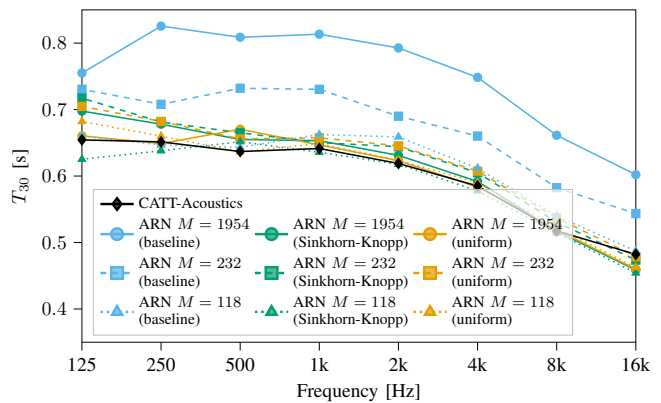 0.8
0.7
0.6
0.5
0.4
T₃₀ [s]
CATT-Acoustics
ARN M = 1954
(baseline)
ARN M = 1954
(Sinkhorn-Knopp)
ARN M = 1954
(uniform)
ARN M = 232
(baseline)
ARN M = 232
(Sinkhorn-Knopp)
ARN M = 232
(uniform)
ARN M = 118
(baseline)
ARN M = 118
(Sinkhorn-Knopp)
ARN M = 118
(uniform)
125 250 500 1k 2k 4k 8k 16k
Frequency [Hz]